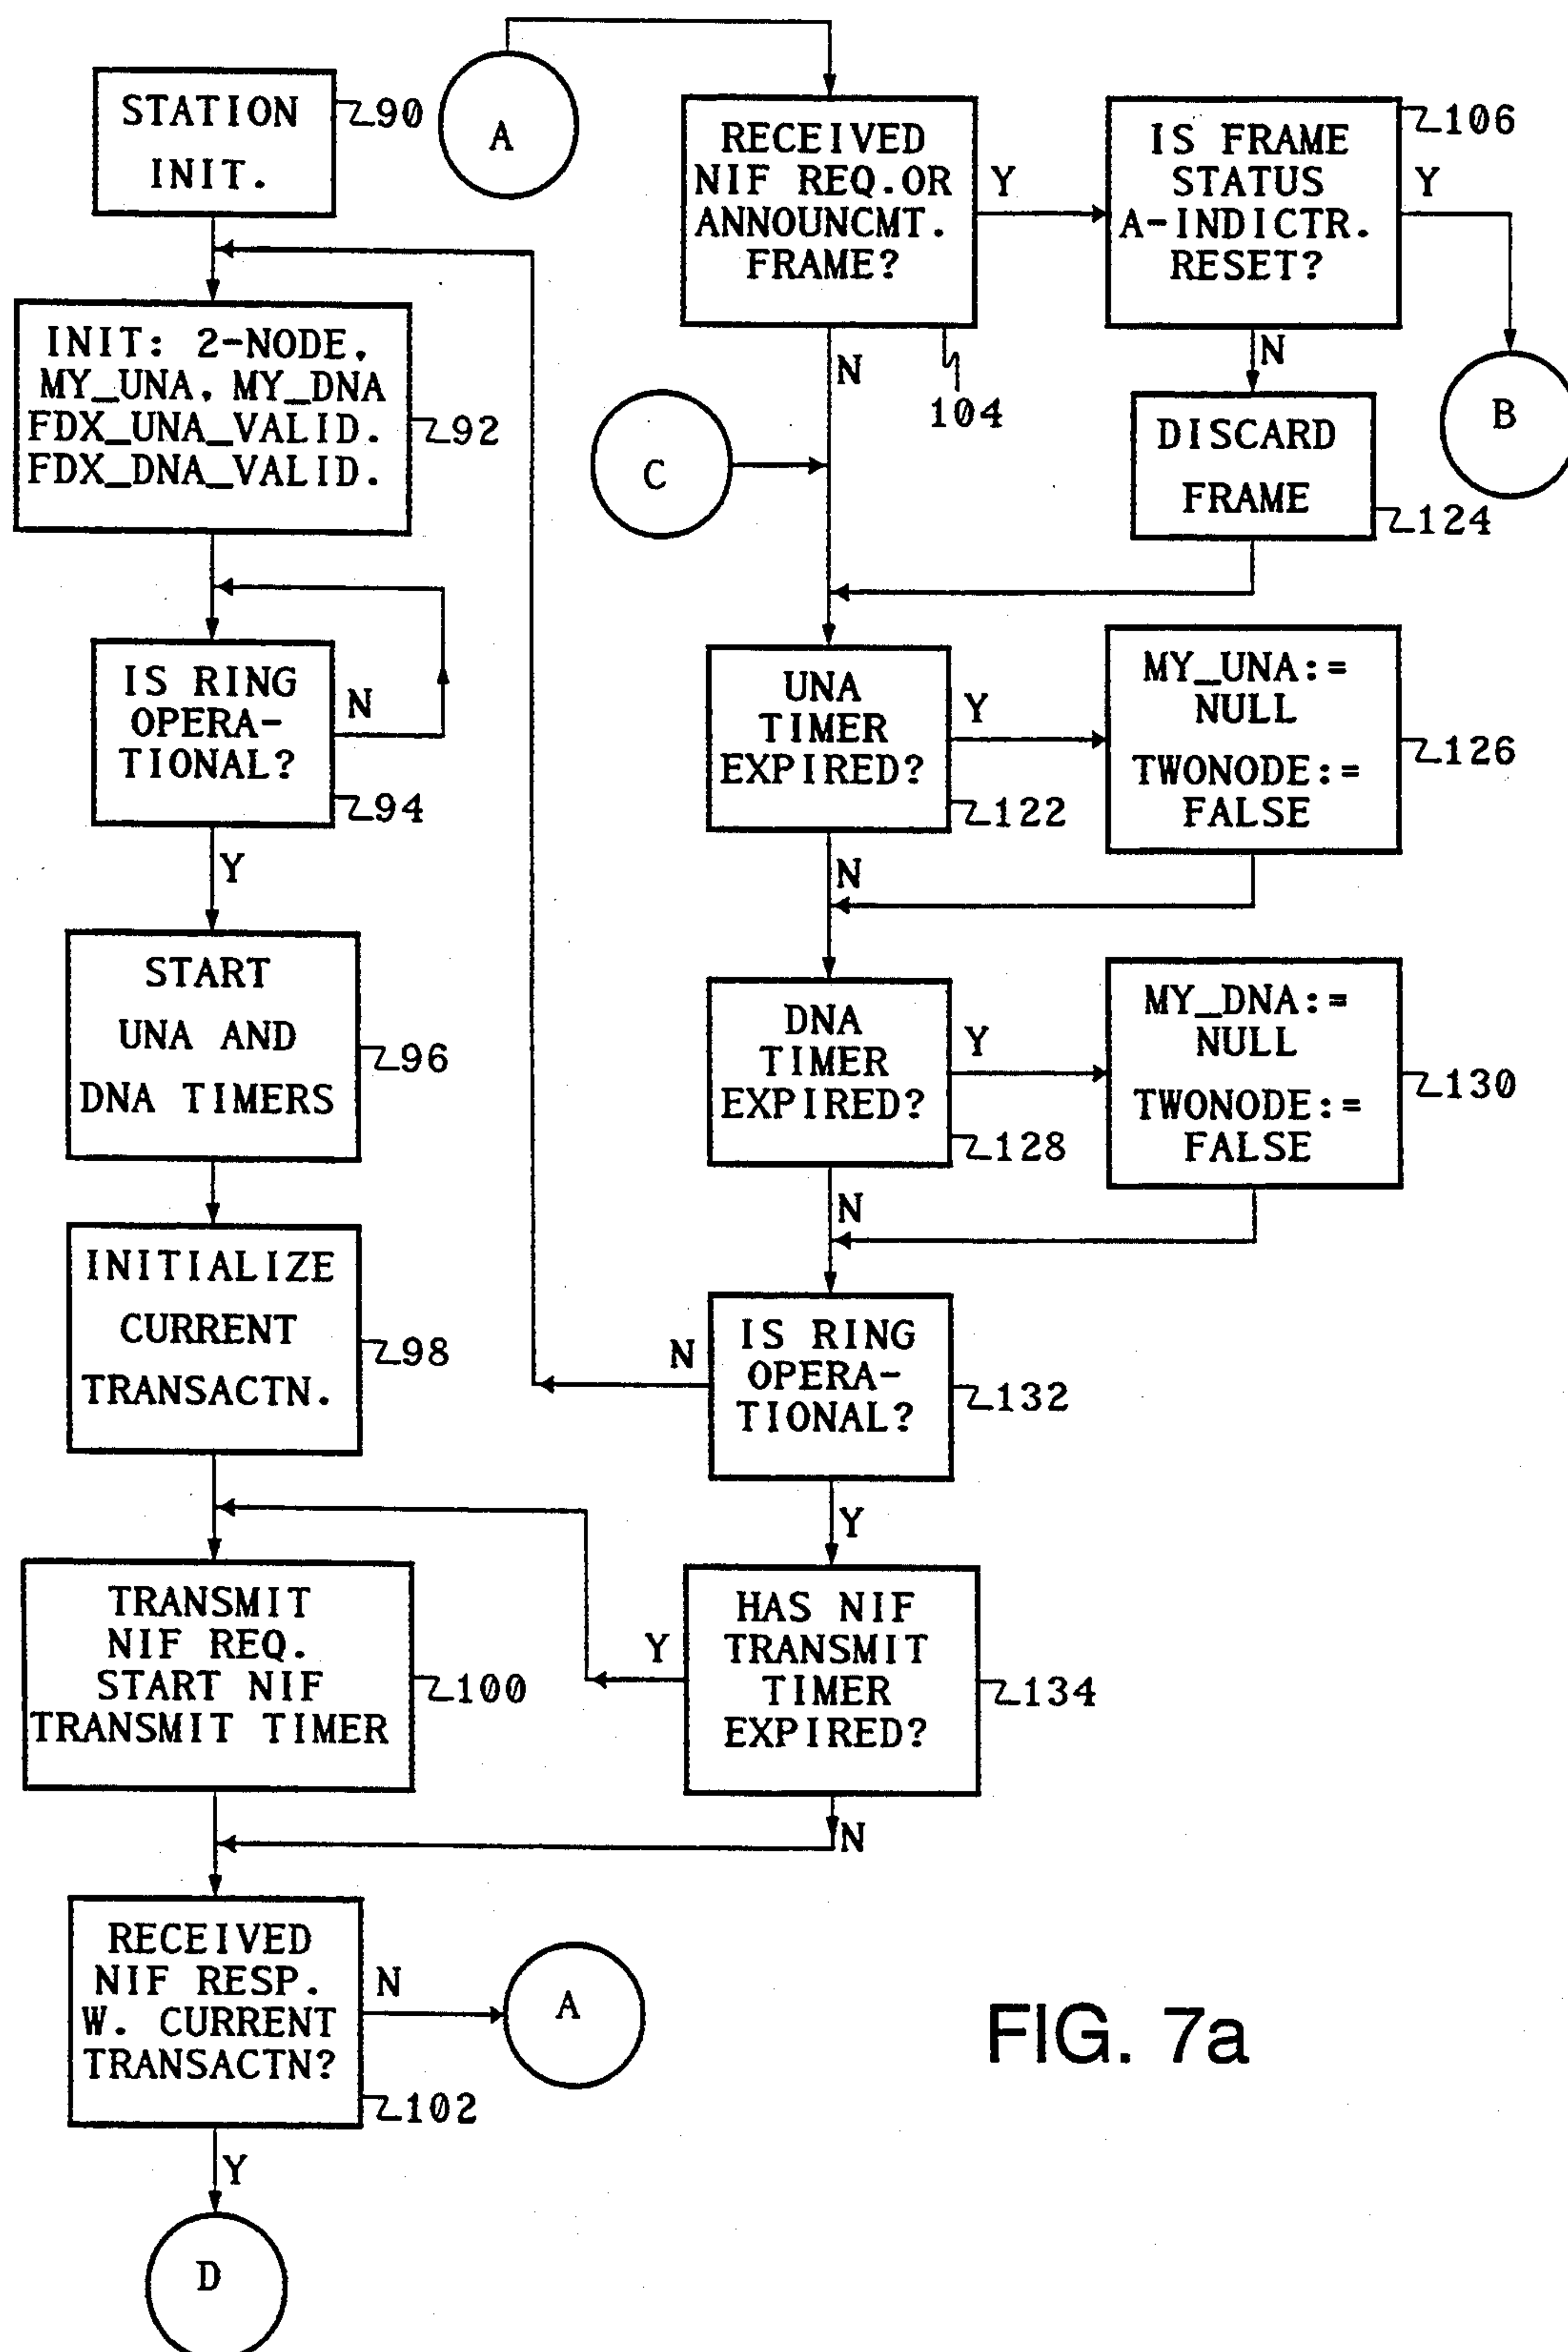 STATION
INIT.
90
INIT: 2-NODE,
MY_UNA, MY_DNA
FDX_UNA_VALID.
FDX_DNA_VALID.
92
IS RING
OPERA-
TIONAL?
N
94
Y
START
UNA AND
DNA TIMERS
96
INITIALIZE
CURRENT
TRANSACTN.
98
TRANSMIT
NIF REQ.
START NIF
TRANSMIT TIMER
100
RECEIVED
NIF RESP.
W. CURRENT
TRANSACTN?
N
A
102
Y
D
A
RECEIVED
NIF REQ.OR
ANNOUNCMT.
FRAME?
Y
N
104
IS FRAME
STATUS
A-INDICTR.
RESET?
106
Y
N
B
DISCARD
FRAME
124
C
UNA
TIMER
EXPIRED?
Y
122
N
MY_UNA:=
NULL
TWONODE:=
FALSE
126
DNA
TIMER
EXPIRED?
Y
128
N
MY_DNA:=
NULL
TWONODE:=
FALSE
130
IS RING
OPERA-
TIONAL?
N
132
Y
HAS NIF
TRANSMIT
TIMER
EXPIRED?
Y
134
N
FIG. 7a